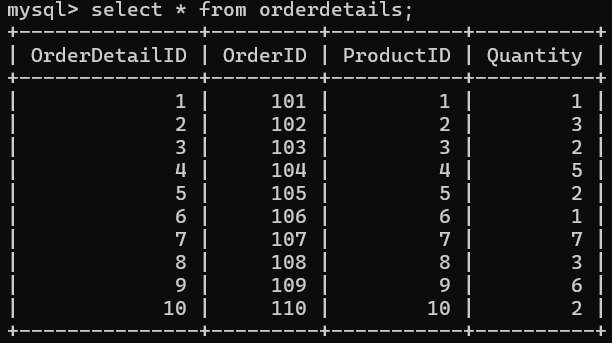 mysql> select * from orderdetails;
+---------------+---------+-----------+----------+
| OrderDetailID | OrderID | ProductID | Quantity |
+---------------+---------+-----------+----------+
|             1 |     101 |         1 |        1 |
|             2 |     102 |         2 |        3 |
|             3 |     103 |         3 |        2 |
|             4 |     104 |         4 |        5 |
|             5 |     105 |         5 |        2 |
|             6 |     106 |         6 |        1 |
|             7 |     107 |         7 |        7 |
|             8 |     108 |         8 |        3 |
|             9 |     109 |         9 |        6 |
|            10 |     110 |        10 |        2 |
+---------------+---------+-----------+----------+